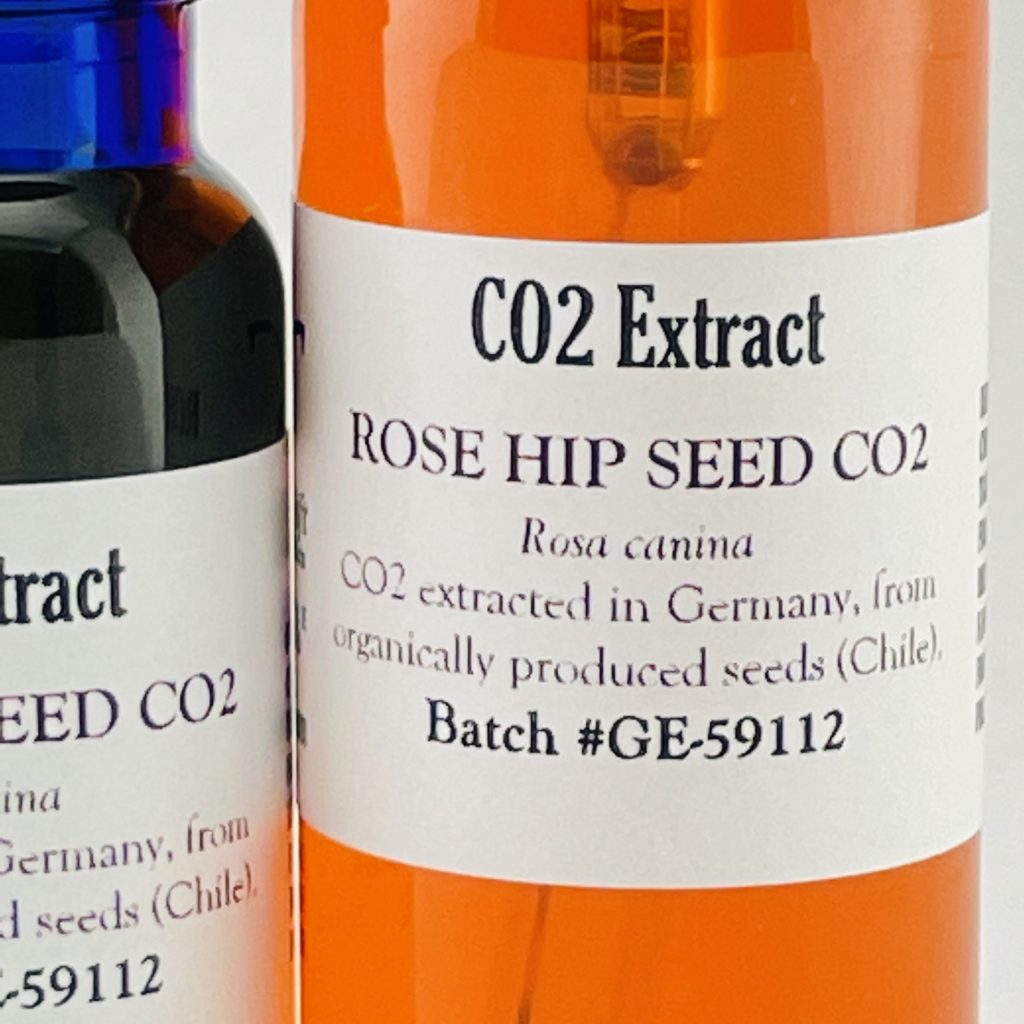 CO2 Extract
ROSE HIP SEED CO2
Rosa canina
CO2 extracted in Germany, from
organically produced seeds (Chile).
Batch #GE-59112
tract
EED CO2
ina
Germany, from
d seeds (Chile).
E-59112